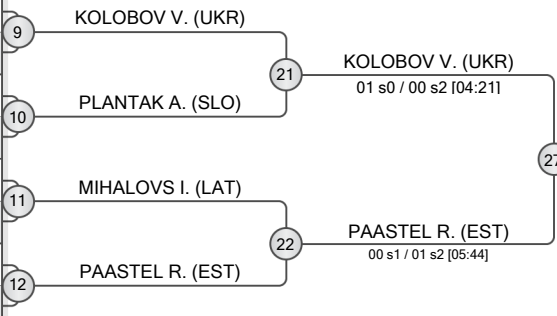 KOLOBOV V. (UKR)
9
21
KOLOBOV V. (UKR)
01 s0 / 00 s2 [04:21]
PLANTAK A. (SLO)
10
27
MIHALOVS I. (LAT)
11
22
PAASTEL R. (EST)
00 s1 / 01 s2 [05:44]
PAASTEL R. (EST)
12